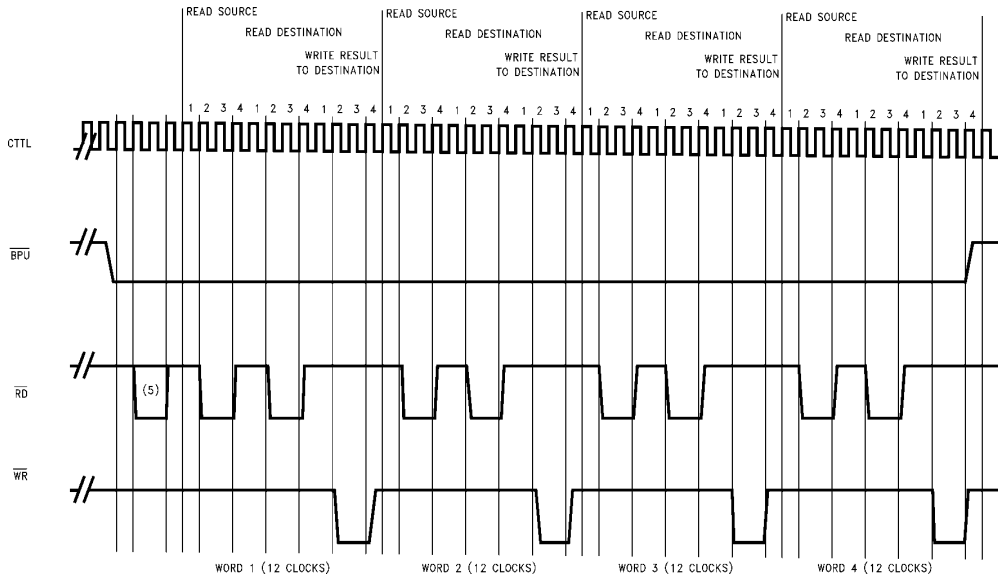 READ SOURCE READ SOURCE READ SOURCE READ SOURCE
READ DESTINATION READ DESTINATION READ DESTINATION READ DESTINATION
WRITE RESULT WRITE RESULT WRITE RESULT WRITE RESULT
TO DESTINATION TO DESTINATION TO DESTINATION TO DESTINATION
1 2 3 4 1 2 3 4 1 2 3 4 1 2 3 4 1 2 3 4 1 2 3 4 1 2 3 4 1 2 3 4 1 2 3 4 1 2 3 4 1 2 3 4 1 2 3 4
CTTL
BPU
RD (5)
WR
WORD 1 (12 CLOCKS) WORD 2 (12 CLOCKS) WORD 3 (12 CLOCKS) WORD 4 (12 CLOCKS)